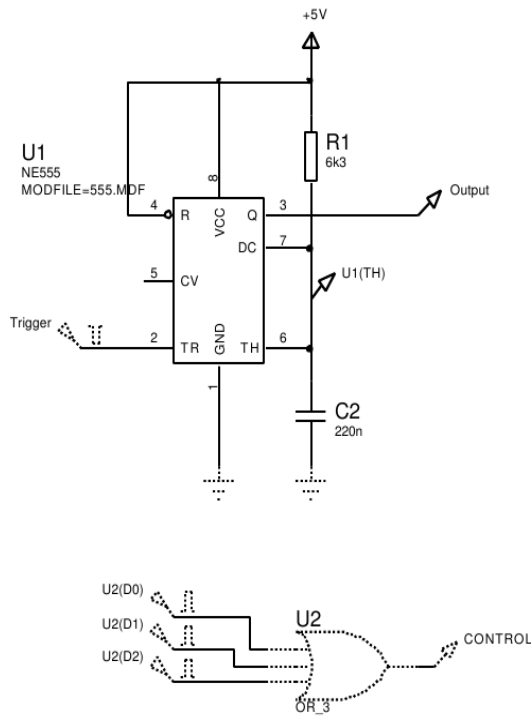 +5V
U1
NE555
MODFILE=555.MDF
R1
6k3
8
VCC
4
R
Q
3
Output
DC
7
5
CV
U1(TH)
Trigger
2
TR
GND
TH
6
1
C2
220n
U2(D0)
U2(D1)
U2(D2)
U2
OR_3
CONTROL